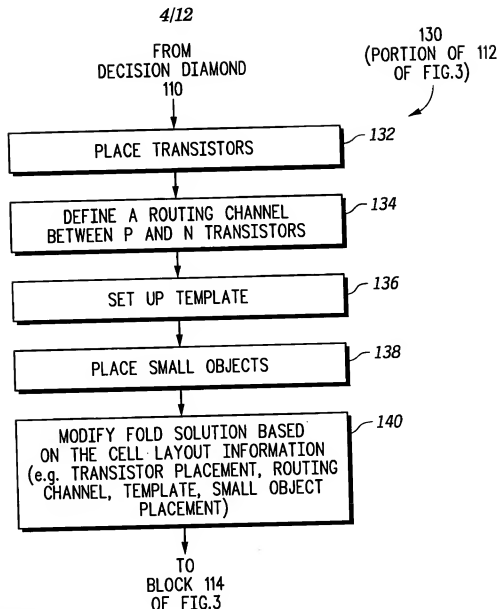 4/12
FROM
DECISION DIAMOND
110
130
(PORTION OF 112
OF FIG.3)
PLACE TRANSISTORS
132
DEFINE A ROUTING CHANNEL
BETWEEN P AND N TRANSISTORS
134
SET UP TEMPLATE
136
PLACE SMALL OBJECTS
138
MODIFY FOLD SOLUTION BASED
ON THE CELL LAYOUT INFORMATION
(e.g. TRANSISTOR PLACEMENT, ROUTING
CHANNEL, TEMPLATE, SMALL OBJECT
PLACEMENT)
140
TO
BLOCK 114
OF FIG.3